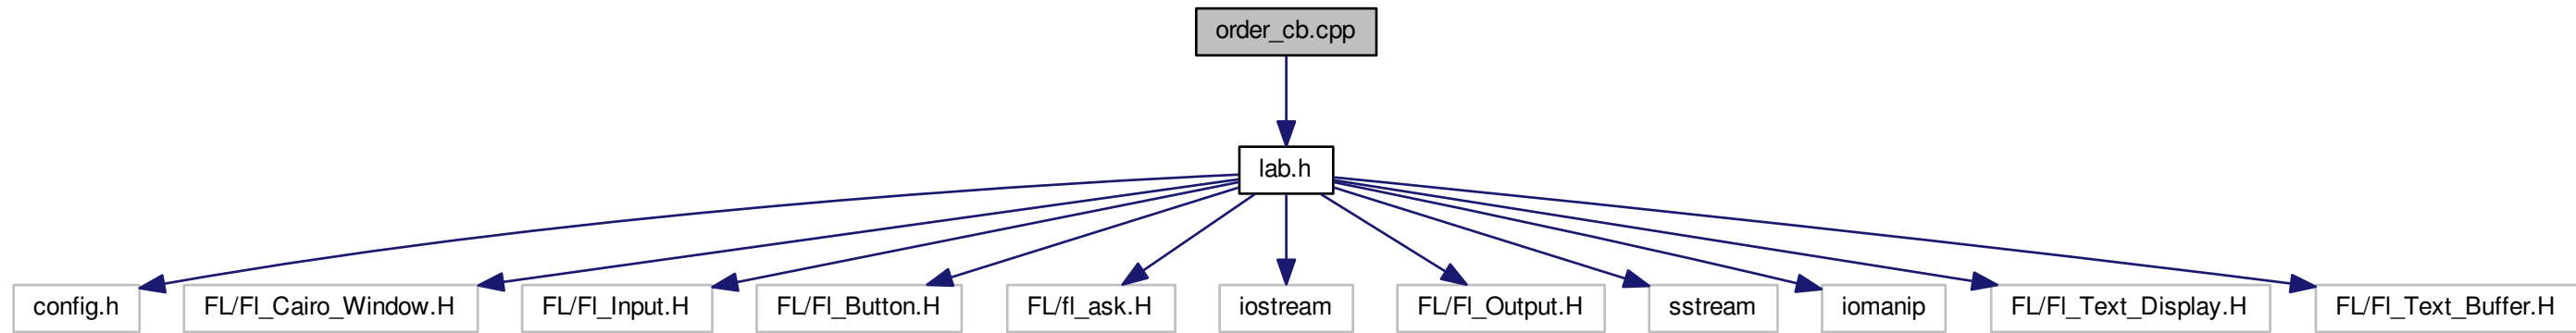 order_cb.cpp
lab.h
config.h
FL/Fl_Cairo_Window.H
FL/Fl_Input.H
FL/Fl_Button.H
FL/fl_ask.H
iostream
FL/Fl_Output.H
sstream
iomanip
FL/Fl_Text_Display.H
FL/Fl_Text_Buffer.H